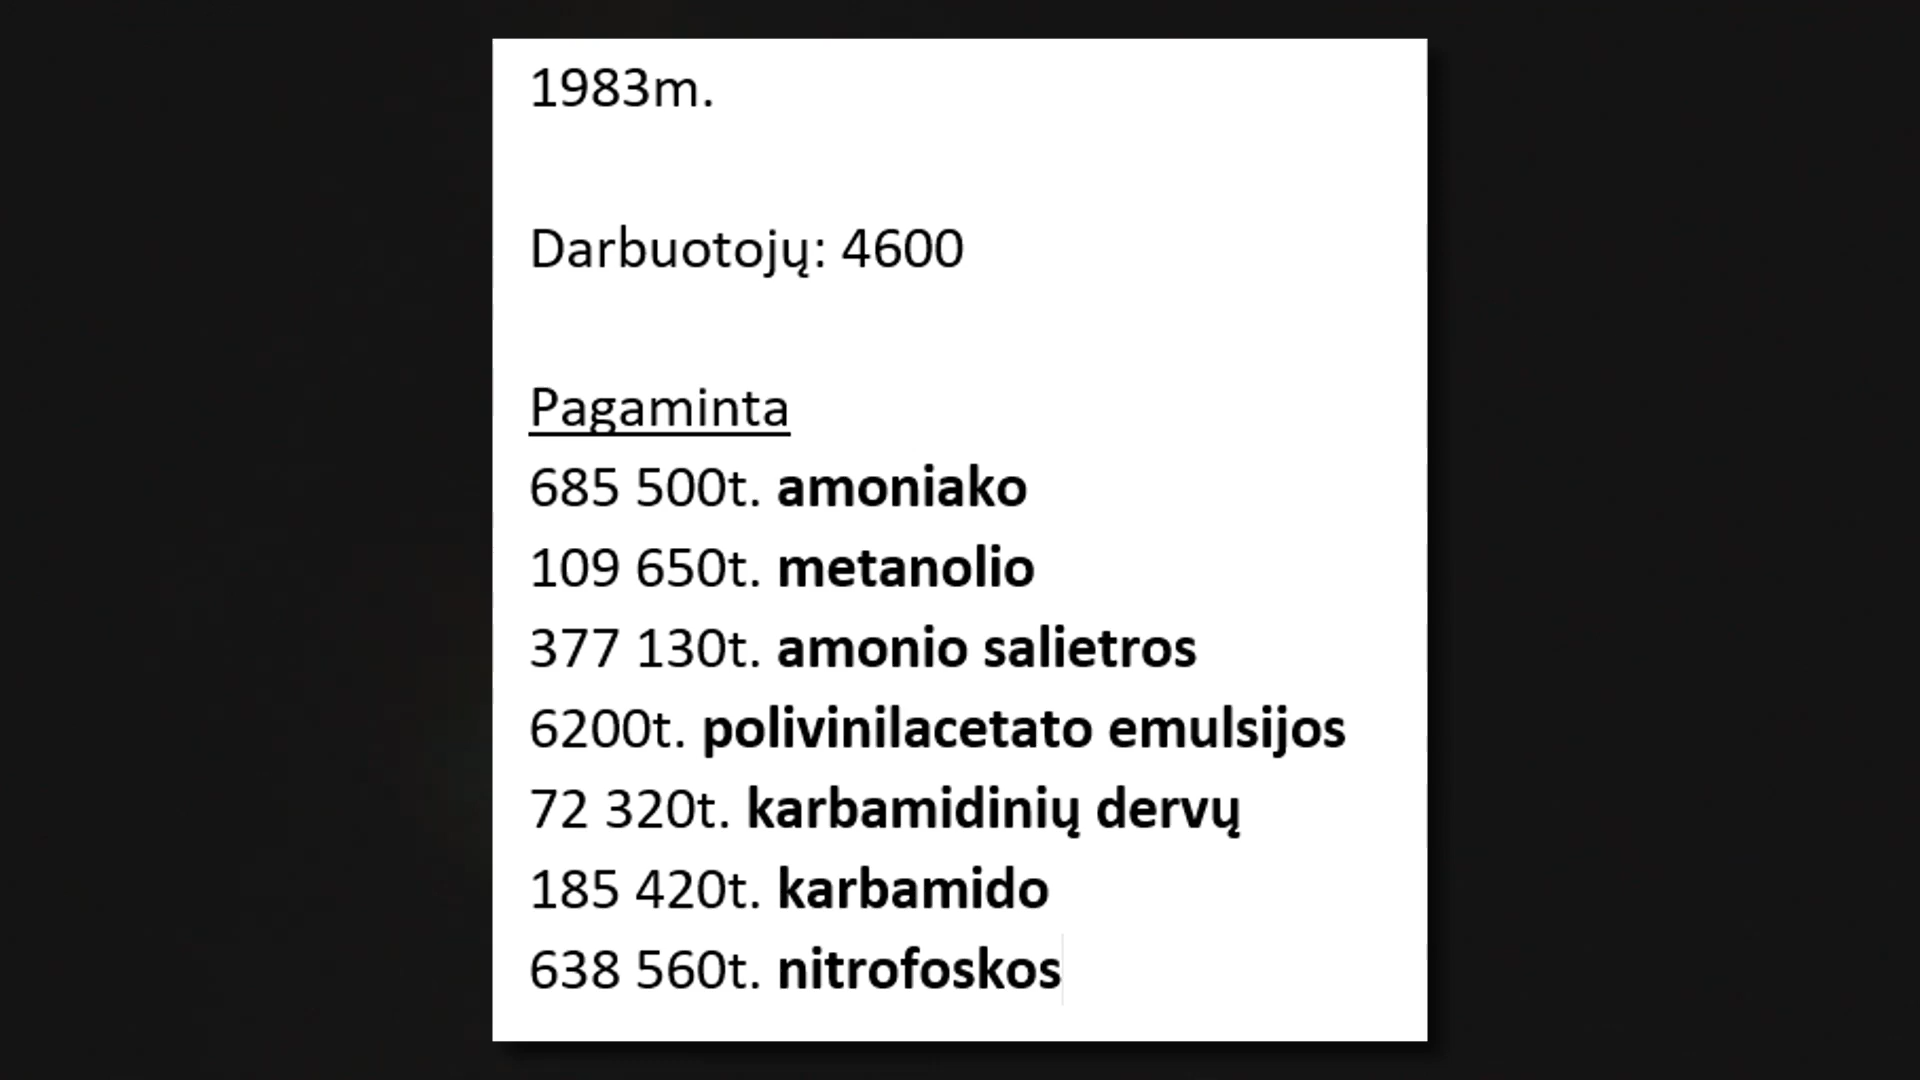 1983m.
Darbuotojų: 4600
Pagaminta
685 500t. amoniako
109 650t. metanolio
377 130t. amonio salietros
6200t. polivinilacetato emulsijos
72 320t. karbamidinių dervų
185 420t. karbamido
638 560t. nitrofoskos